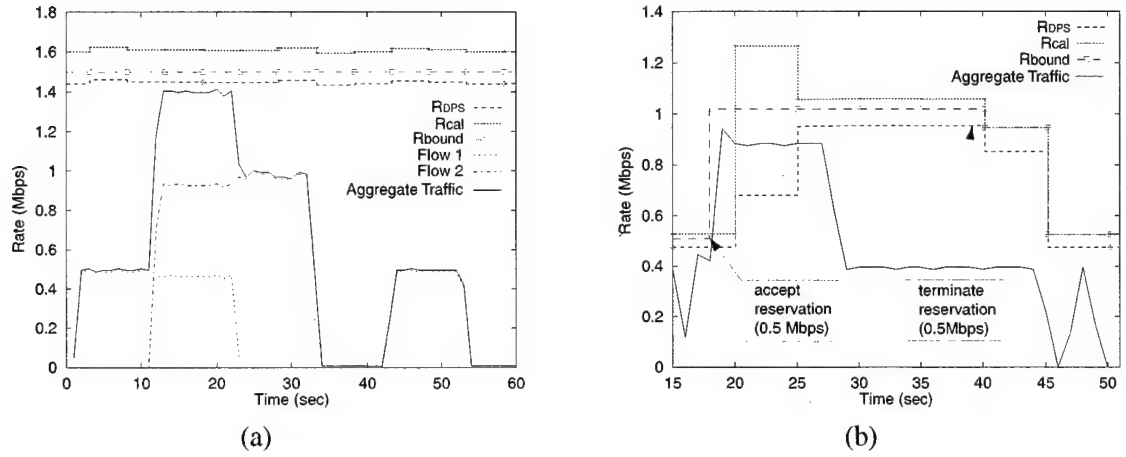 1.8
1.6
1.4
1.2
1
0.8
0.6
0.4
0.2
0
Rate (Mbps)
RDPS
Rcal
Rbound
Flow 1
Flow 2
Aggregate Traffic
0 10 20 30 40 50 60
Time (sec)
(a)
1.4
1.2
1
0.8
0.6
0.4
0.2
0
Rate (Mbps)
RDPS
Rcal
Rbound
Aggregate Traffic
accept
reservation
(0.5 Mbps)
terminate
reservation
(0.5Mbps)
15 20 25 30 35 40 45 50
Time (sec)
(b)